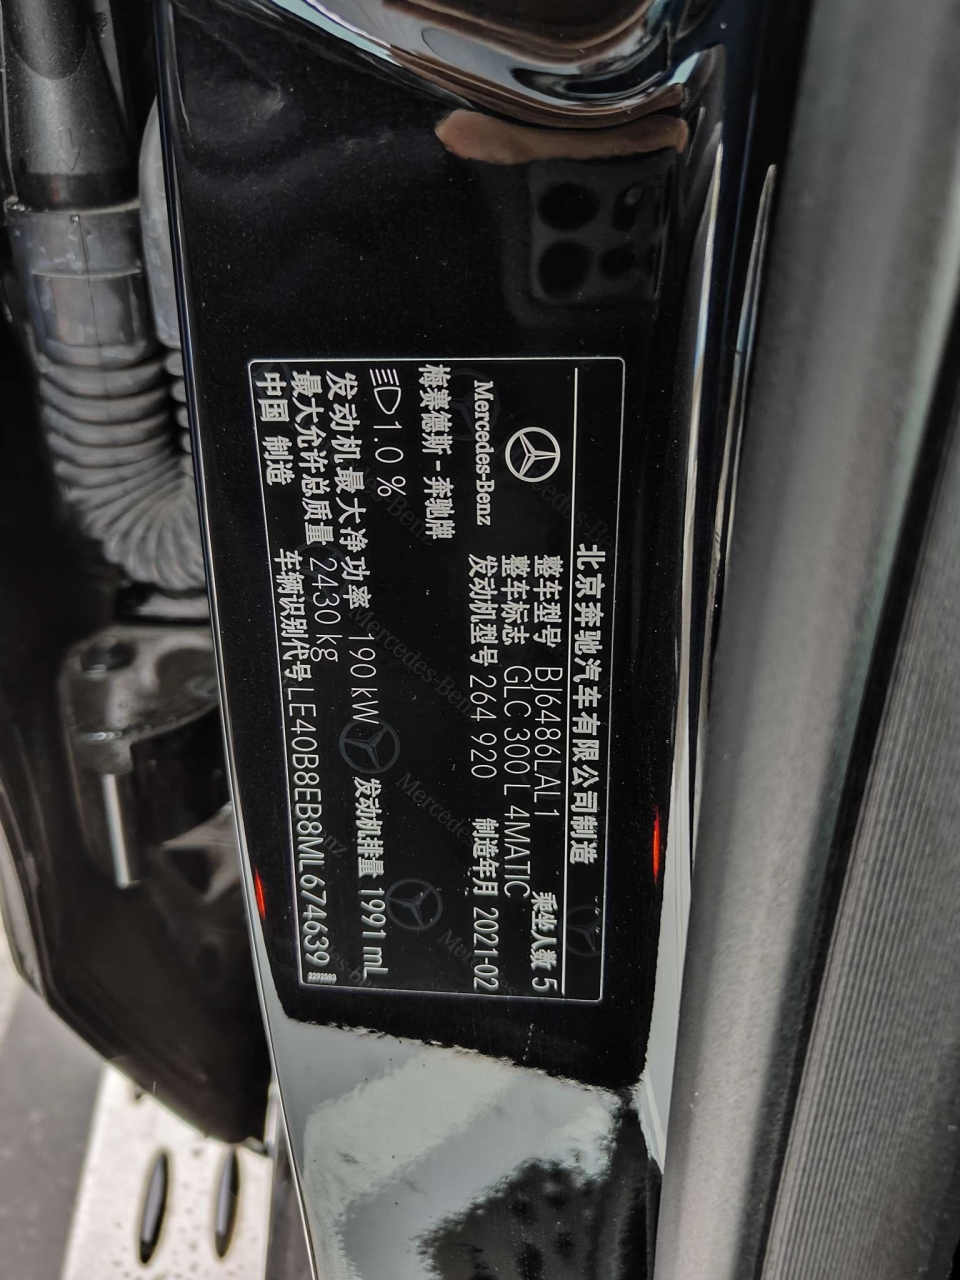 北京奔驰汽车有限公司制造
Mercedes-Benz
梅赛德斯-奔驰牌
整车型号 BJ6486LAL1 乘坐人数 5
整车标志 GLC 300 L 4MATIC
发动机型号 264 920 制造年月 2021-02
1.0 %
发动机最大净功率 190 kW 发动机排量 1991 mL
最大允许总质量 2430 kg
中国 制造 车辆识别代号 LE40B8EB8ML674639
2292583